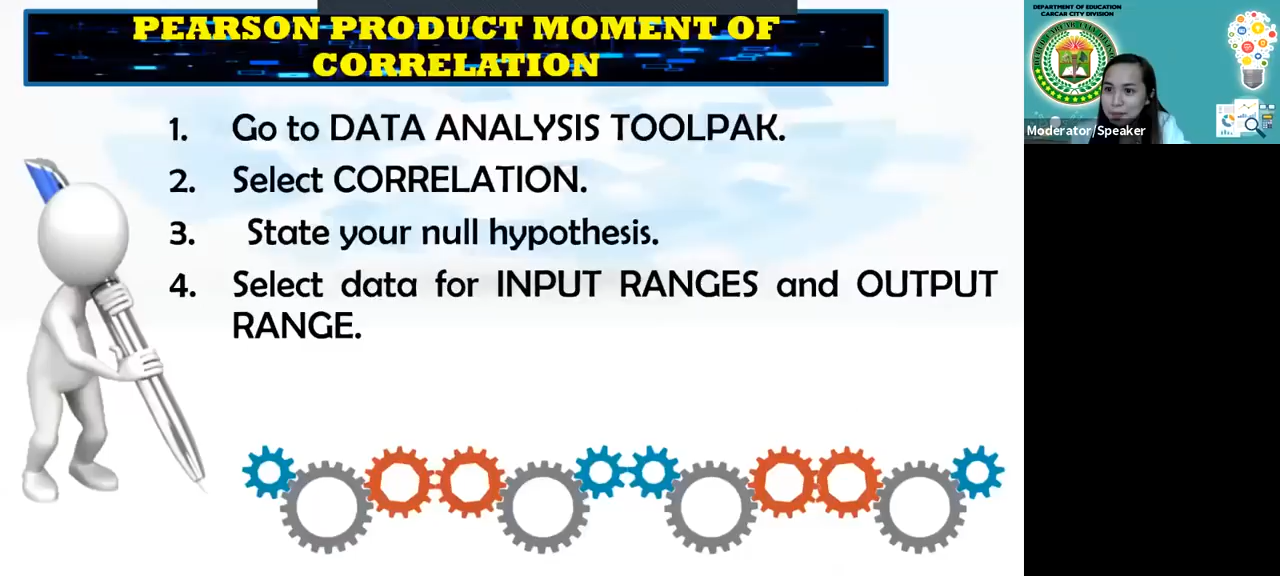 PEARSON PRODUCT MOMENT OF
CORRELATION
1. Go to DATA ANALYSIS TOOLPAK.
2. Select CORRELATION.
3. State your null hypothesis.
4. Select data for INPUT RANGES and OUTPUT
RANGE.
DEPARTMENT OF EDUCATION
CARCAR CITY DIVISION
Moderator/Speaker